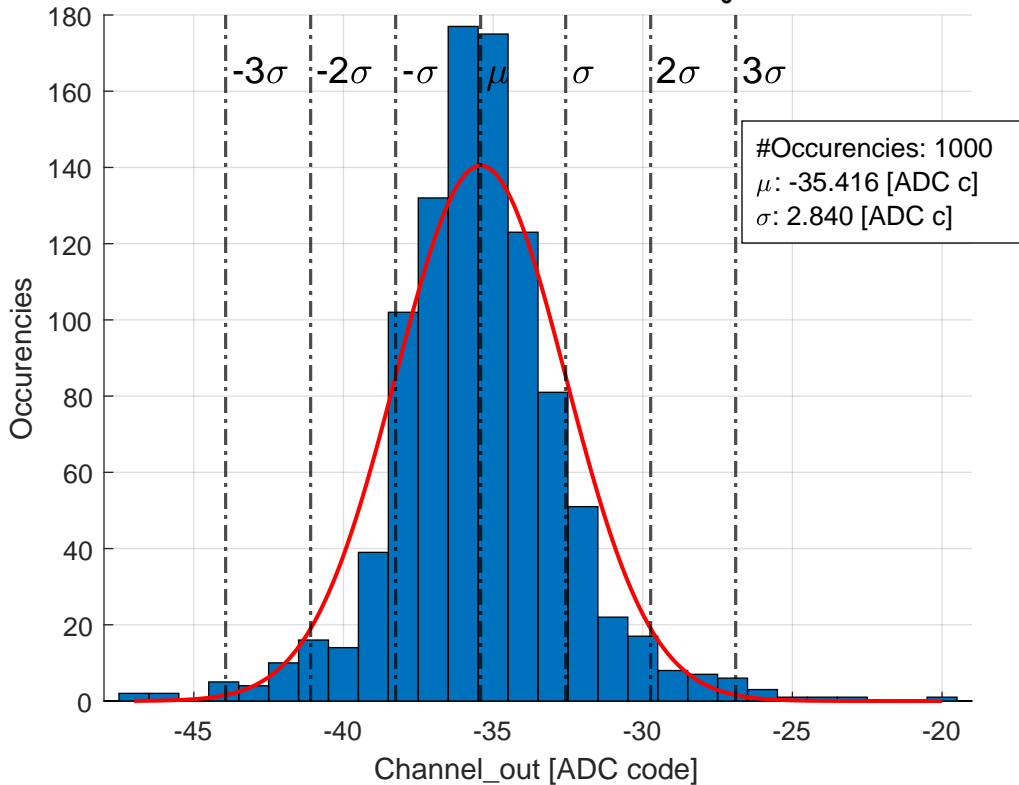 180
160
140
120
100
80
60
40
20
0
Occurencies
-3σ
-2σ
-σ
μ
σ
2σ
3σ
#Occurencies: 1000
μ: -35.416 [ADC c]
σ: 2.840 [ADC c]
-45
-40
-35
-30
-25
-20
Channel_out [ADC code]